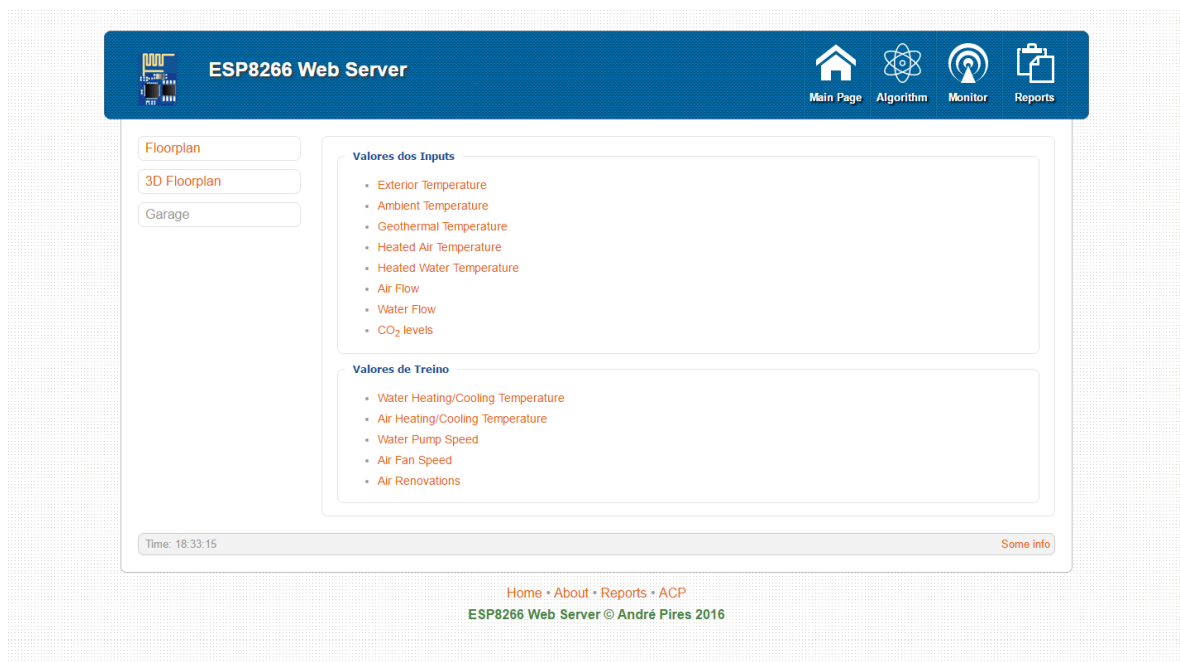 ESP8266 Web Server
Main Page Algorithm Monitor Reports
Floorplan
3D Floorplan
Garage
Valores dos Inputs
Exterior Temperature
Ambient Temperature
Geothermal Temperature
Heated Air Temperature
Heated Water Temperature
Air Flow
Water Flow
CO2 levels
Valores de Treino
Water Heating/Cooling Temperature
Air Heating/Cooling Temperature
Water Pump Speed
Air Fan Speed
Air Renovations
Time: 18:33:15 Some info
Home • About • Reports • ACP
ESP8266 Web Server © André Pires 2016